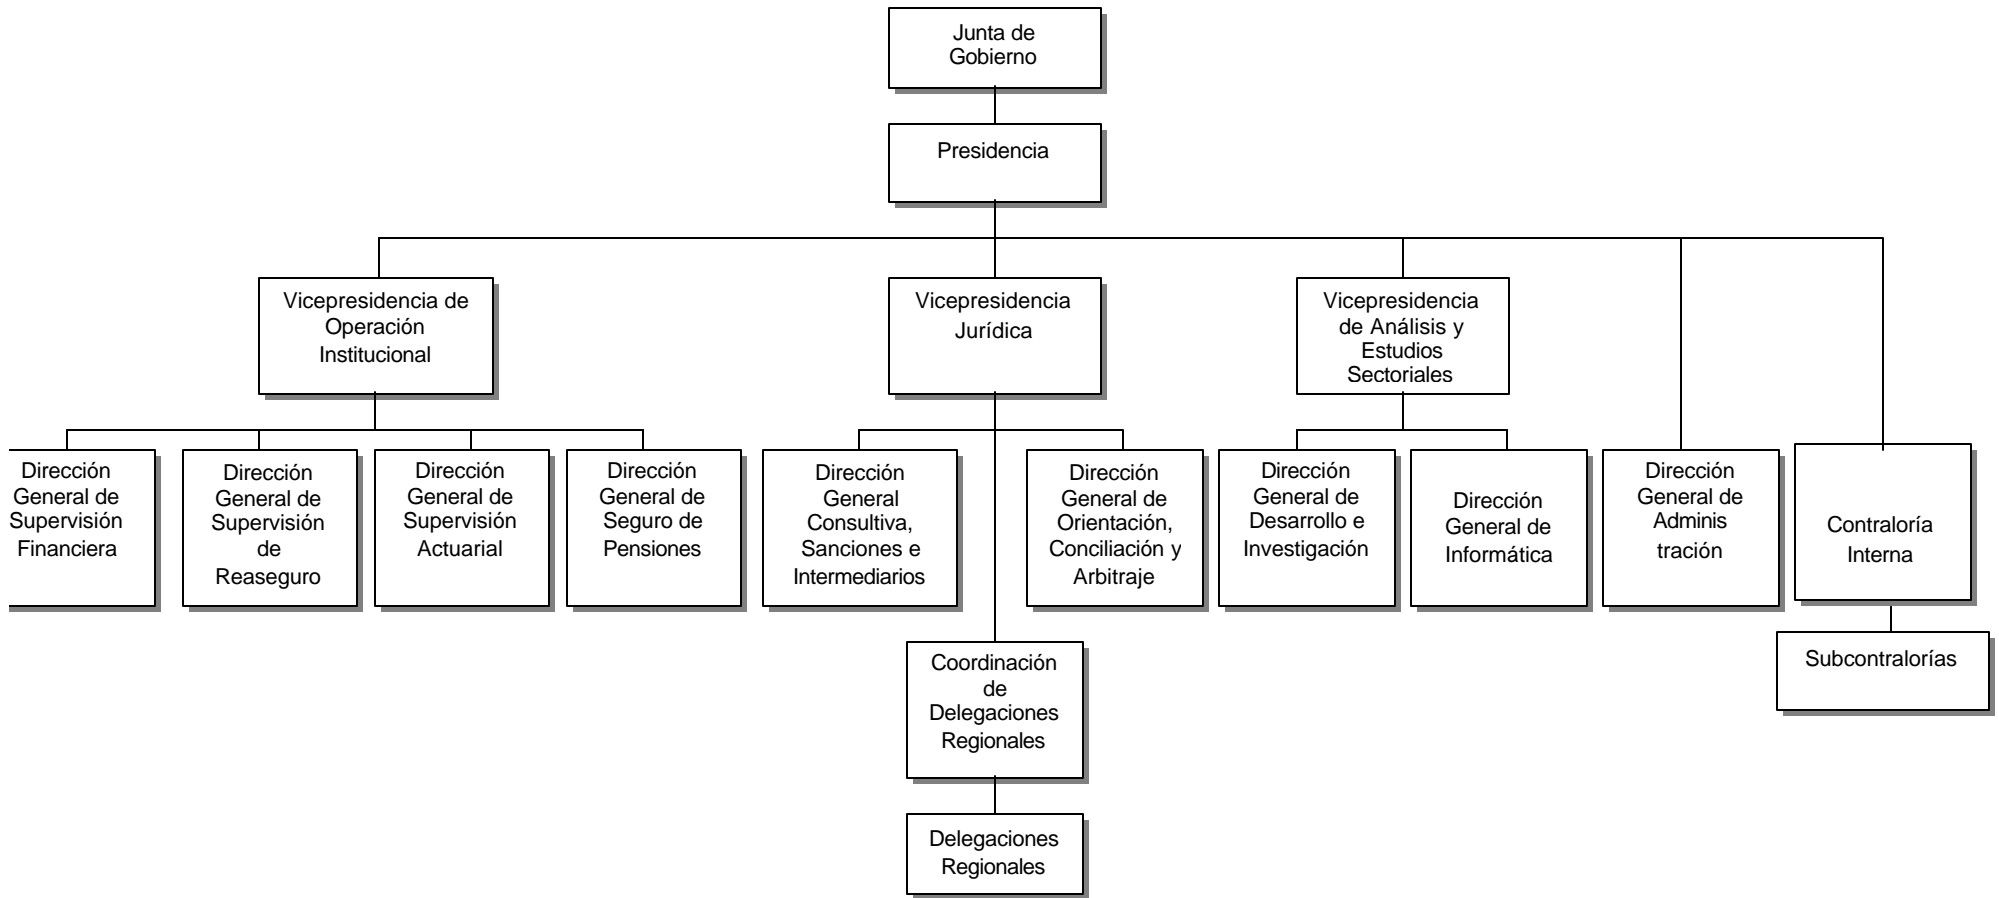 Junta de
Gobierno
Presidencia
Vicepresidencia de
Operación
Institucional
Vicepresidencia
Jurídica
Vicepresidencia
de Análisis y
Estudios
Sectoriales
Dirección
General de
Supervisión
Financiera
Dirección
General de
Supervisión
de
Reaseguro
Dirección
General de
Supervisión
Actuarial
Dirección
General de
Seguro de
Pensiones
Dirección
General
Consultiva,
Sanciones e
Intermediarios
Dirección
General de
Orientación,
Conciliación y
Arbitraje
Dirección
General de
Desarrollo e
Investigación
Dirección
General de
Informática
Dirección
General de
Adminis
tración
Contraloría
Interna
Subcontralorías
Coordinación
de
Delegaciones
Regionales
Delegaciones
Regionales